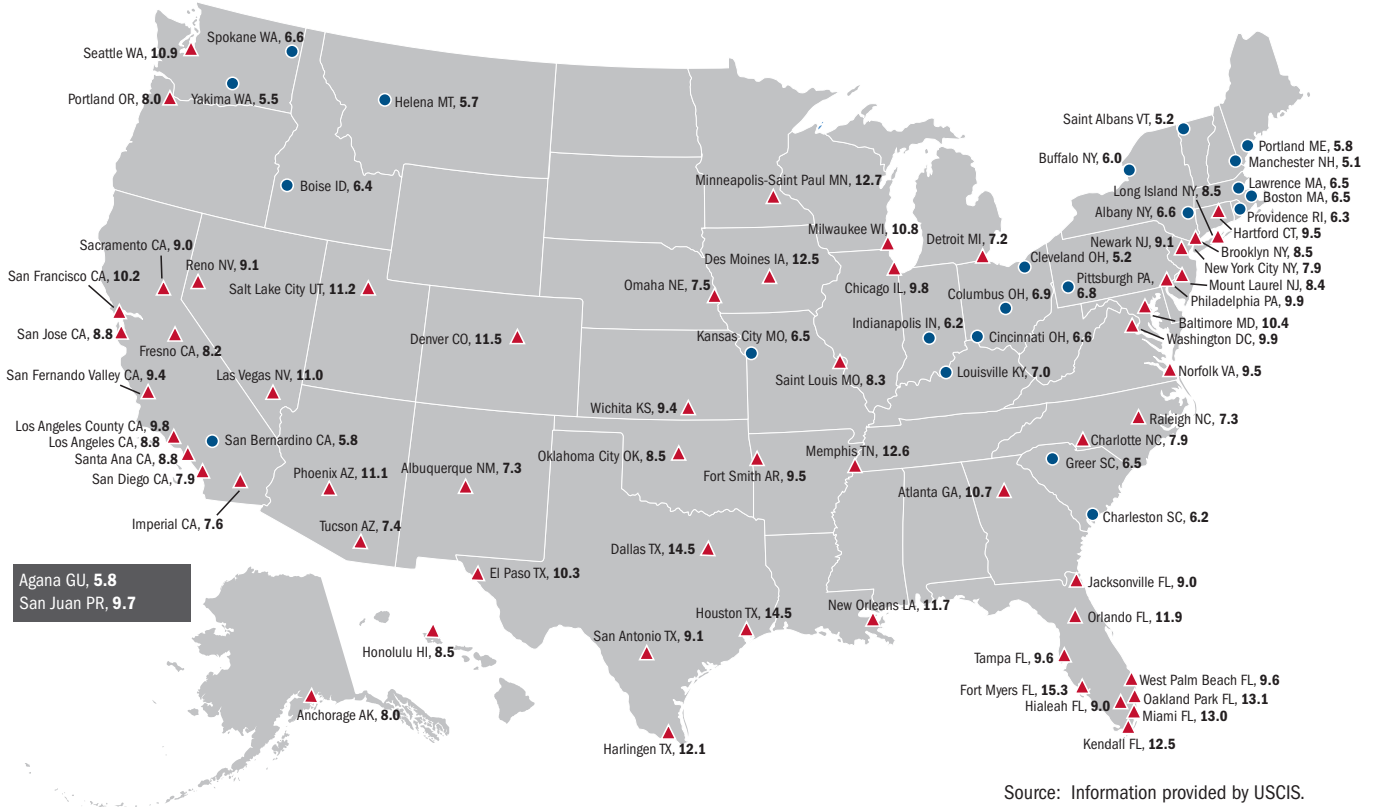 Spokane WA, 6.6
Seattle WA, 10.9
Portland OR, 8.0
Yakima WA, 5.5
Helena MT, 5.7
Boise ID, 6.4
Minneapolis-Saint Paul MN, 12.7
Saint Albans VT, 5.2
Buffalo NY, 6.0
Portland ME, 5.8
Manchester NH, 5.1
Long Island NY, 8.5
Lawrence MA, 6.5
Boston MA, 6.5
Albany NY, 6.6
Providence RI, 6.3
Hartford CT, 9.5
Newark NJ, 9.1
Brooklyn NY, 8.5
New York City NY, 7.9
Mount Laurel NJ, 8.4
Philadelphia PA, 9.9
Pittsburgh PA,
6.8
Baltimore MD, 10.4
Washington DC, 9.9
Norfolk VA, 9.5
Milwaukee WI, 10.8
Detroit MI, 7.2
Cleveland OH, 5.2
Des Moines IA, 12.5
Chicago IL, 9.8
Columbus OH, 6.9
Omaha NE, 7.5
Indianapolis IN, 6.2
Cincinnati OH, 6.6
Kansas City MO, 6.5
Saint Louis MO, 8.3
Louisville KY, 7.0
Sacramento CA, 9.0
Reno NV, 9.1
San Francisco CA, 10.2
Salt Lake City UT, 11.2
San Jose CA, 8.8
Fresno CA, 8.2
Denver CO, 11.5
San Fernando Valley CA, 9.4
Las Vegas NV, 11.0
Wichita KS, 9.4
Los Angeles County CA, 9.8
Los Angeles CA, 8.8
San Bernardino CA, 5.8
Santa Ana CA, 8.8
San Diego CA, 7.9
Imperial CA, 7.6
Phoenix AZ, 11.1
Albuquerque NM, 7.3
Tucson AZ, 7.4
Oklahoma City OK, 8.5
Fort Smith AR, 9.5
Memphis TN, 12.6
Raleigh NC, 7.3
Charlotte NC, 7.9
Greer SC, 6.5
Atlanta GA, 10.7
Charleston SC, 6.2
Dallas TX, 14.5
El Paso TX, 10.3
Houston TX, 14.5
San Antonio TX, 9.1
Harlingen TX, 12.1
New Orleans LA, 11.7
Jacksonville FL, 9.0
Orlando FL, 11.9
Tampa FL, 9.6
West Palm Beach FL, 9.6
Fort Myers FL, 15.3
Oakland Park FL, 13.1
Hialeah FL, 9.0
Miami FL, 13.0
Kendall FL, 12.5
Agana GU, 5.8
San Juan PR, 9.7
Honolulu HI, 8.5
Anchorage AK, 8.0
Source: Information provided by USCIS.